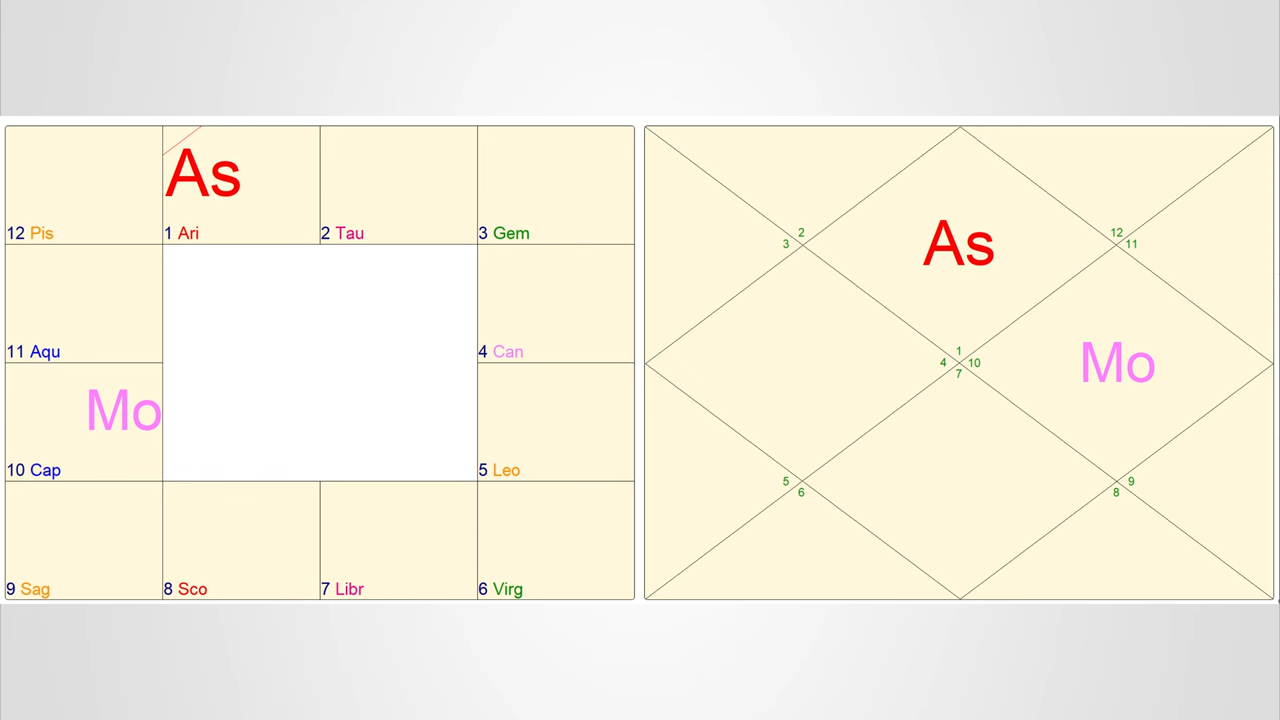 As
12 Pis
1 Ari
2 Tau
3 Gem
11 Aqu
4 Can
Mo
10 Cap
5 Leo
9 Sag
8 Sco
7 Libr
6 Virg
2
3
As
12
11
1
4
10
7
Mo
5
6
9
8